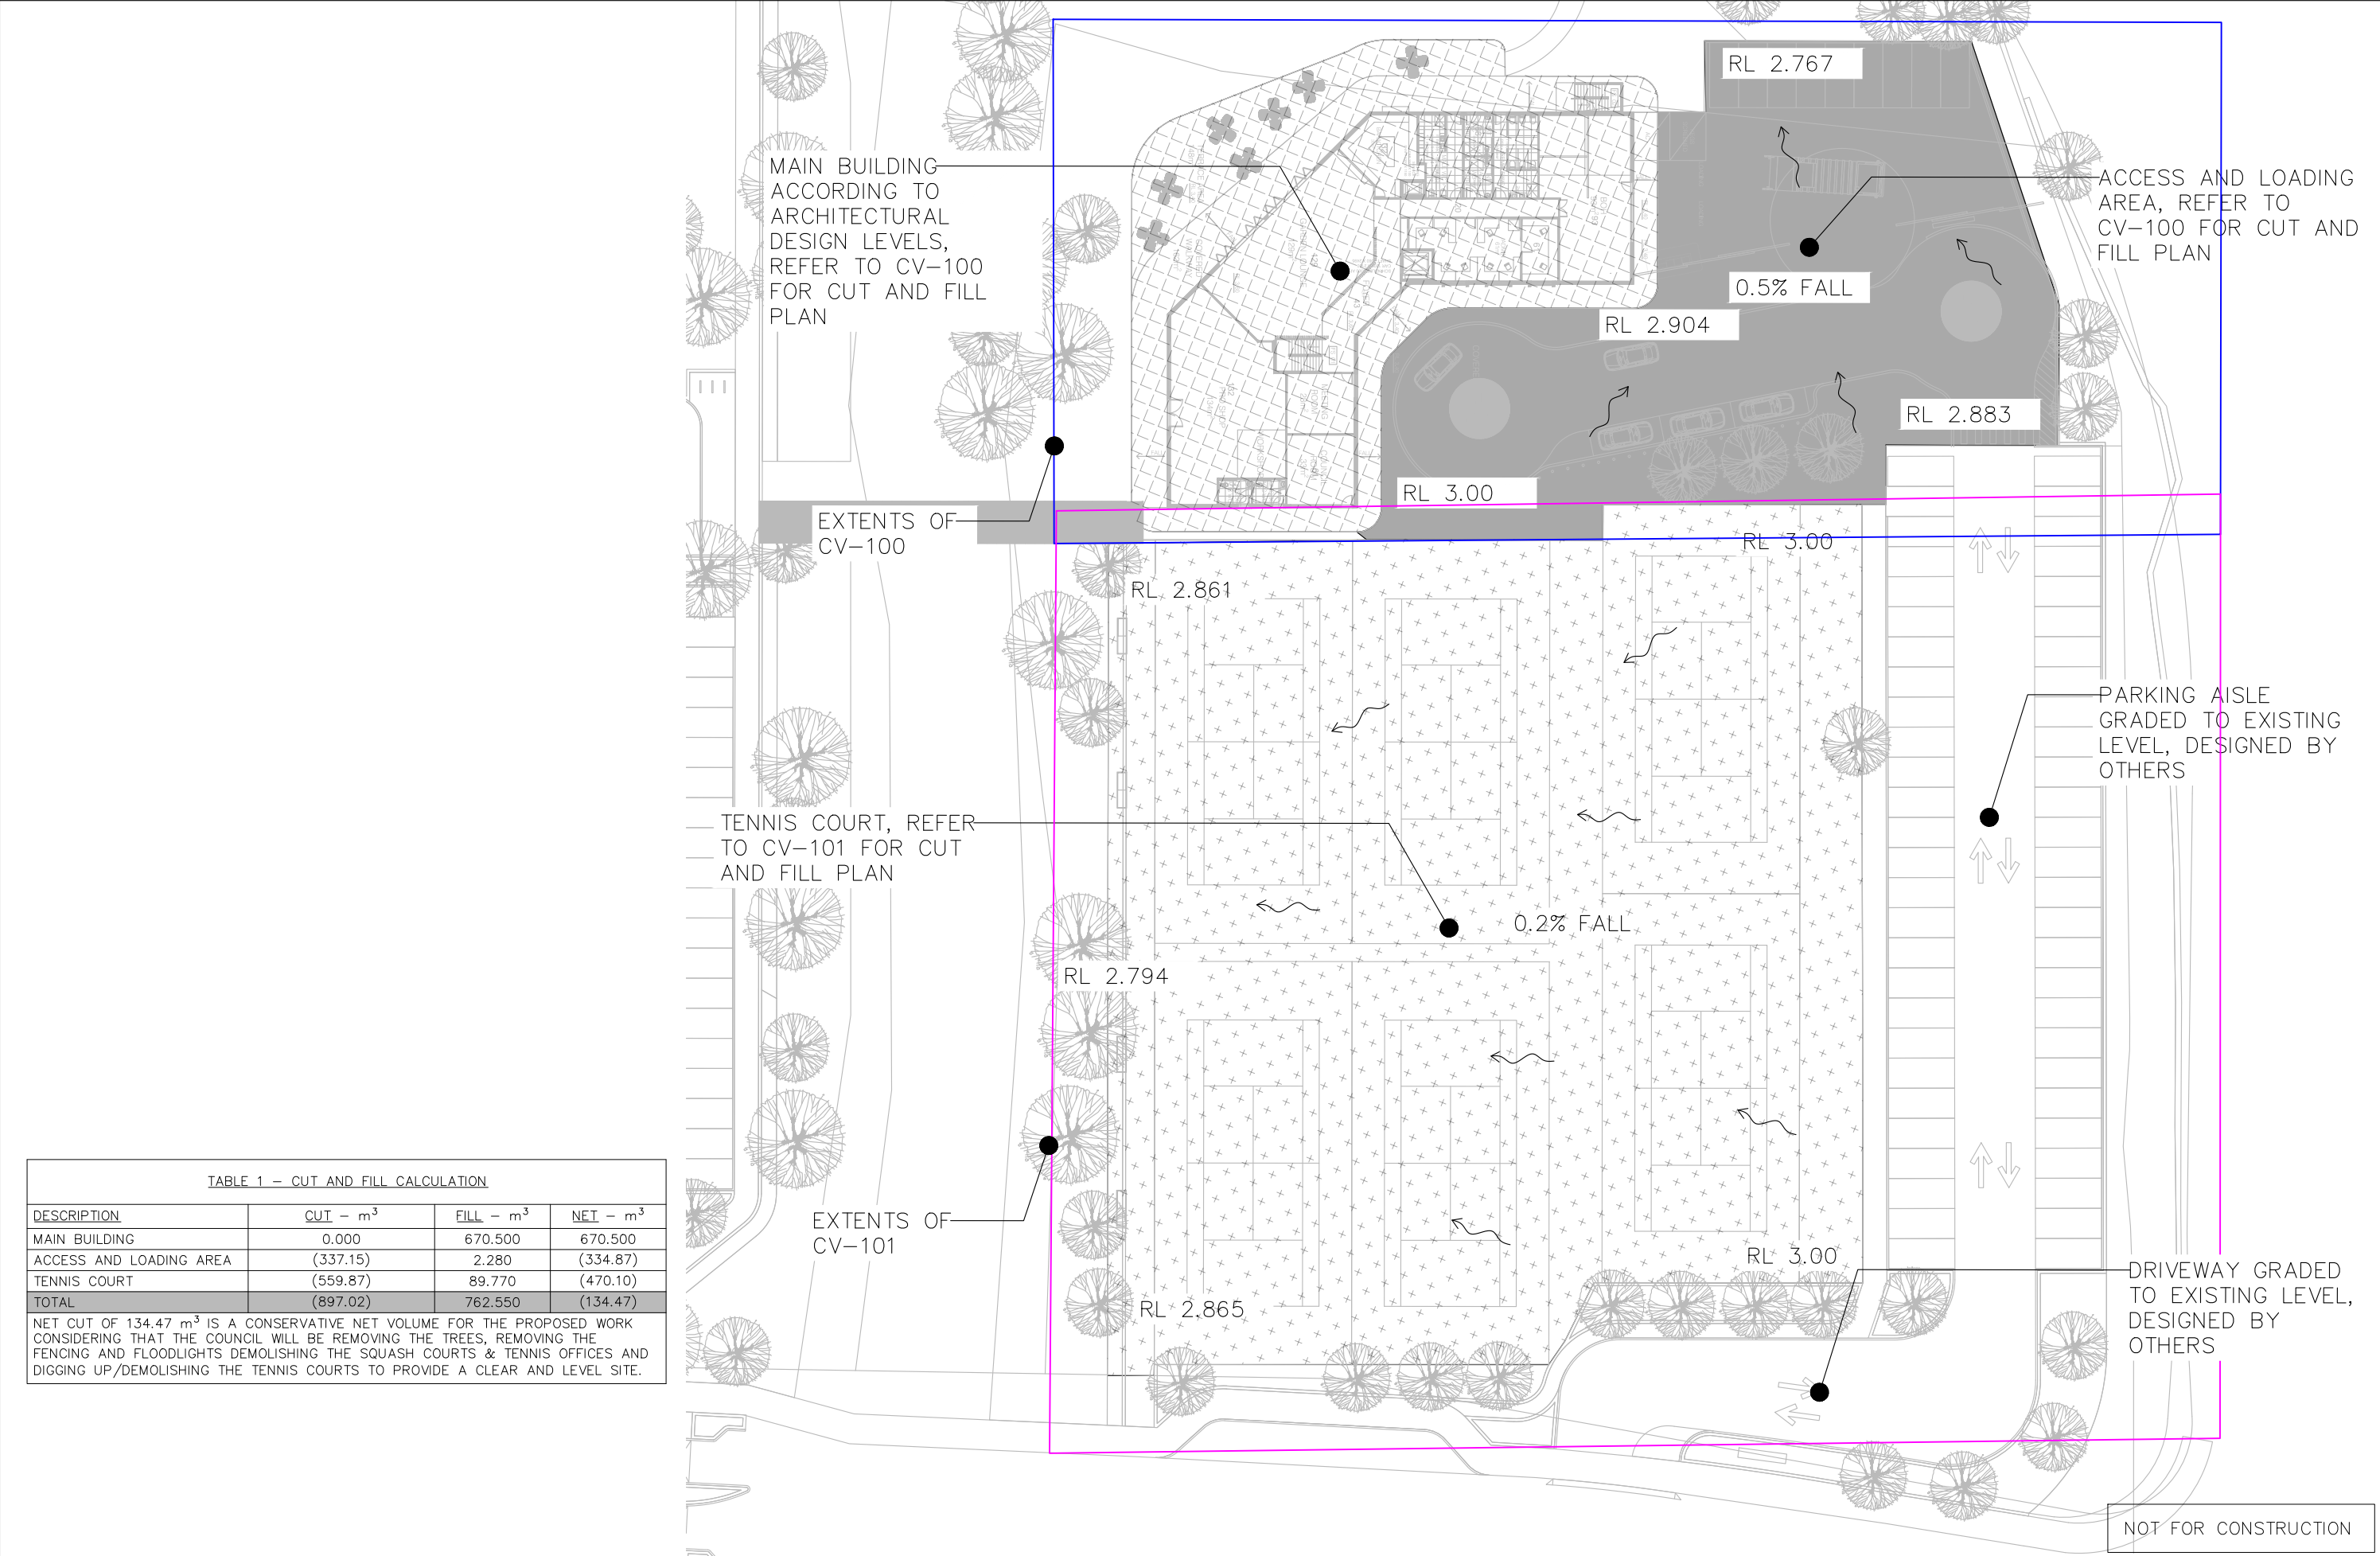 RL 2.767
MAIN BUILDING
ACCORDING TO
ARCHITECTURAL
DESIGN LEVELS,
REFER TO CV-100
FOR CUT AND FILL
PLAN
ACCESS AND LOADING
AREA, REFER TO
CV-100 FOR CUT AND
FILL PLAN
0.5% FALL
RL 2.904
RL 2.883
RL 3.00
EXTENTS OF
CV-100
RL 3.00
RL 2.861
PARKING AISLE
GRADED TO EXISTING
LEVEL, DESIGNED BY
OTHERS
TENNIS COURT, REFER
TO CV-101 FOR CUT
AND FILL PLAN
0.2% FALL
RL 2.794
EXTENTS OF
CV-101
RL 3.00
RL 2.865
DRIVEWAY GRADED
TO EXISTING LEVEL,
DESIGNED BY
OTHERS
TABLE 1 - CUT AND FILL CALCULATION
DESCRIPTION CUT - m³ FILL - m³ NET - m³
MAIN BUILDING 0.000 670.500 670.500
ACCESS AND LOADING AREA (337.15) 2.280 (334.87)
TENNIS COURT (559.87) 89.770 (470.10)
TOTAL (897.02) 762.550 (134.47)
NET CUT OF 134.47 m³ IS A CONSERVATIVE NET VOLUME FOR THE PROPOSED WORK
CONSIDERING THAT THE COUNCIL WILL BE REMOVING THE TREES, REMOVING THE
FENCING AND FLOODLIGHTS DEMOLISHING THE SQUASH COURTS & TENNIS OFFICES AND
DIGGING UP/DEMOLISHING THE TENNIS COURTS TO PROVIDE A CLEAR AND LEVEL SITE.
NOT FOR CONSTRUCTION